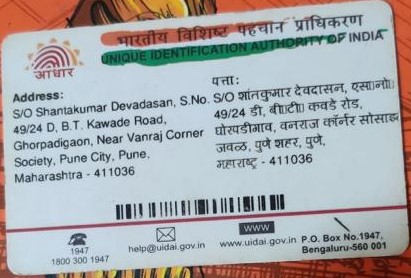 भारतीय विशिष्ट पहचान प्राधिकरण
UNIQUE IDENTIFICATION AUTHORITY OF INDIA
आधार
Address:
S/O Shantakumar Devadasan, S.No.
49/24 D, B.T. Kawade Road,
Ghorpadigaon, Near Vanraj Corner
Society, Pune City, Pune,
Maharashtra - 411036
पत्ता:
S/O शांतकुमार देवदासन, एसा॰नो॰
49/24 डी, बी॰टी॰ कवडे रोड,
घोरपडीगाव, वनराज कॉर्नर सोसाइ
जवळ, पुणे शहर, पुणे,
महाराष्ट्र - 411036
1947
1800 300 1947
help@uidai.gov.in
WWW
www.uidai.gov.in
P.O. Box No.1947,
Bengaluru-560 001